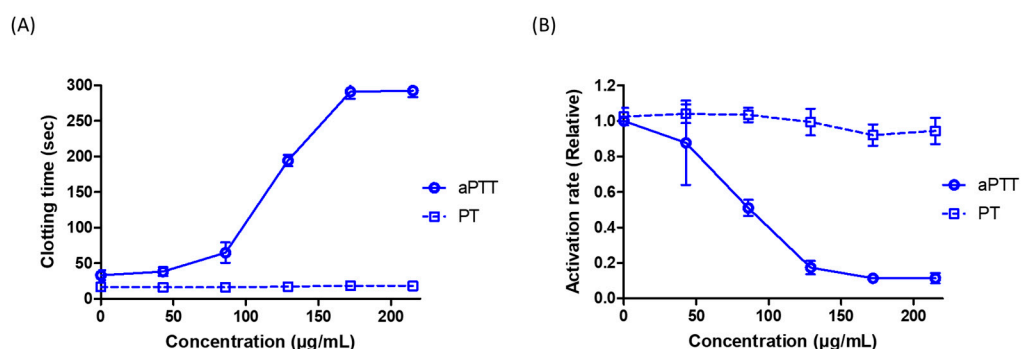 (A)
300
250
200
150
100
50
0
Clotting time (sec)
0 50 100 150 200
Concentration (µg/mL)
aPTT
PT
(B)
1.2
1.0
0.8
0.6
0.4
0.2
0.0
Activation rate (Relative)
0 50 100 150 200
Concentration (µg/mL)
aPTT
PT